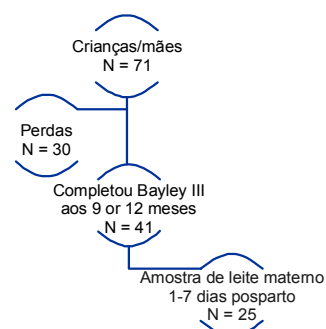 Crianças/mães
N = 71
Perdas
N = 30
Completou Bayley III
aos 9 or 12 meses
N = 41
Amostra de leite materno
1-7 dias posparto
N = 25